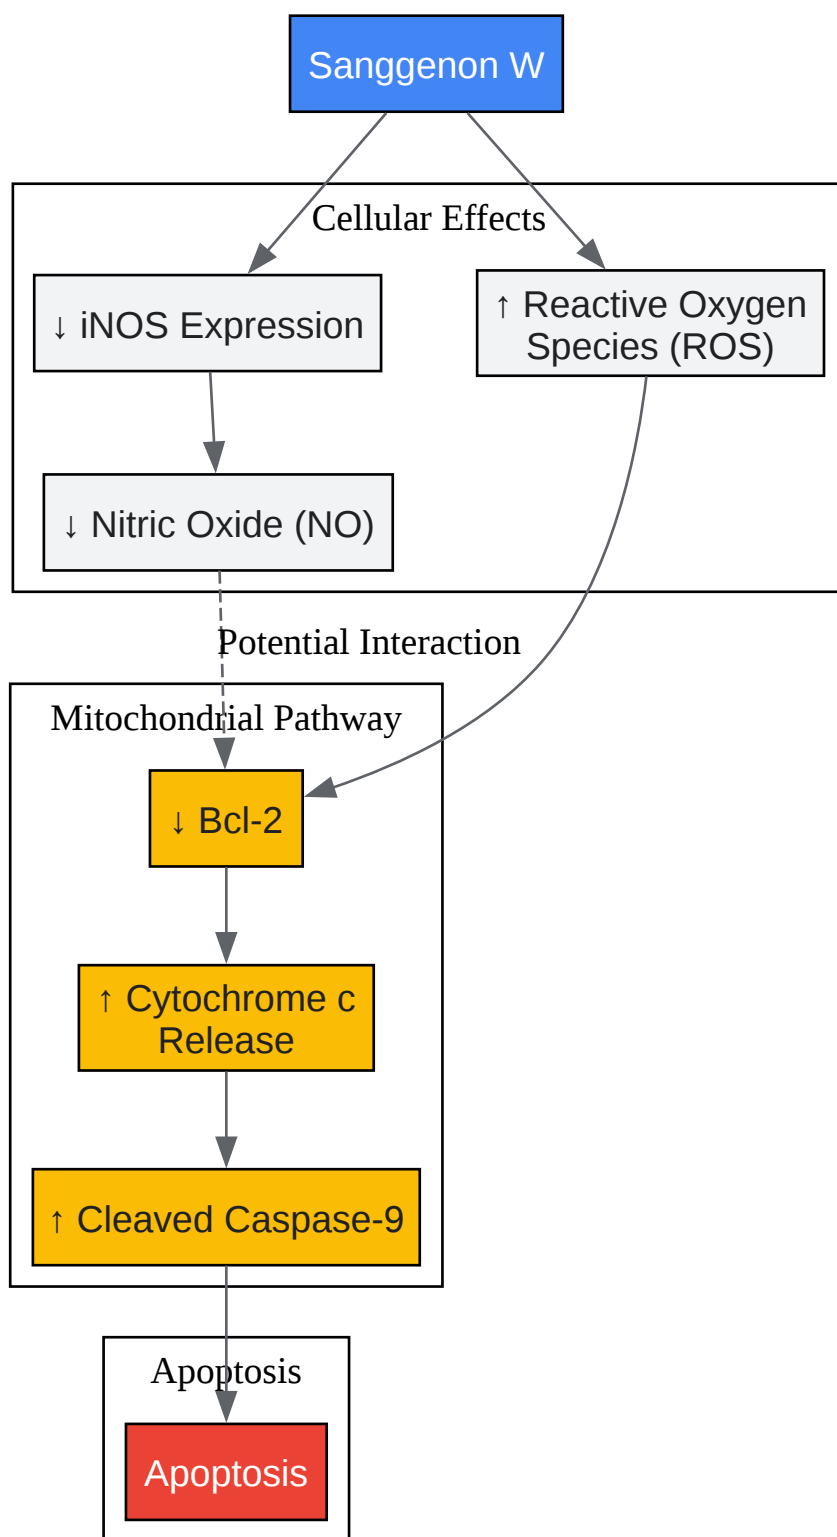 Sanggenon W
Cellular Effects
↓ iNOS Expression
↑ Reactive Oxygen
Species (ROS)
↓ Nitric Oxide (NO)
Potential Interaction
Mitochondrial Pathway
↓ Bcl-2
↑ Cytochrome c
Release
↑ Cleaved Caspase-9
Apoptosis
Apoptosis